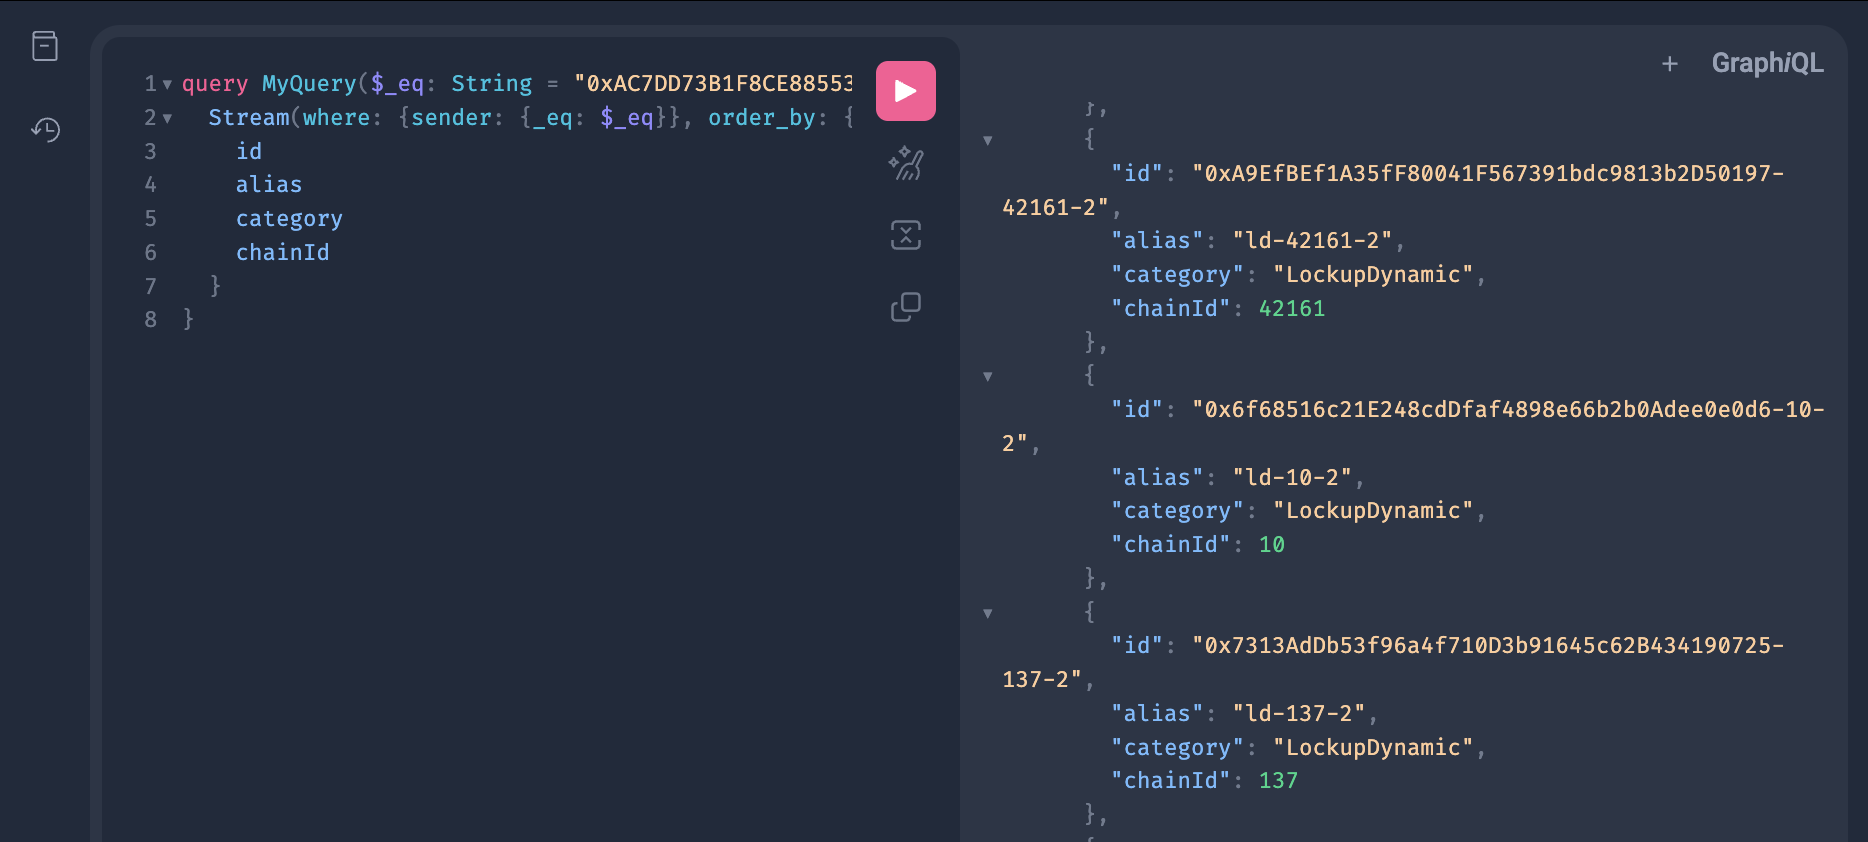 1 query MyQuery($_eq: String = "0xAC7DD73B1F8CE88553
2 Stream(where: {sender: {_eq: $_eq}}, order_by: {
3 id
4 alias
5 category
6 chainId
7 }
8 }
+ GraphiQL
},
{
"id": "0xA9EfBEf1A35fF80041F567391bdc9813b2D50197-
42161-2",
"alias": "ld-42161-2",
"category": "LockupDynamic",
"chainId": 42161
},
{
"id": "0x6f68516c21E248cdDfaf4898e66b2b0Adee0e0d6-10-
2",
"alias": "ld-10-2",
"category": "LockupDynamic",
"chainId": 10
},
{
"id": "0x7313AdDb53f96a4f710D3b91645c62B434190725-
137-2",
"alias": "ld-137-2",
"category": "LockupDynamic",
"chainId": 137
},